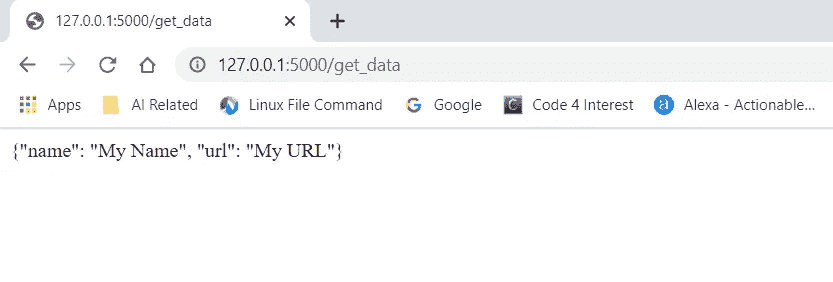 127.0.0.1:5000/get_data
127.0.0.1:5000/get_data
Apps AI Related Linux File Command Google Code 4 Interest Alexa - Actionable...
{"name": "My Name", "url": "My URL"}